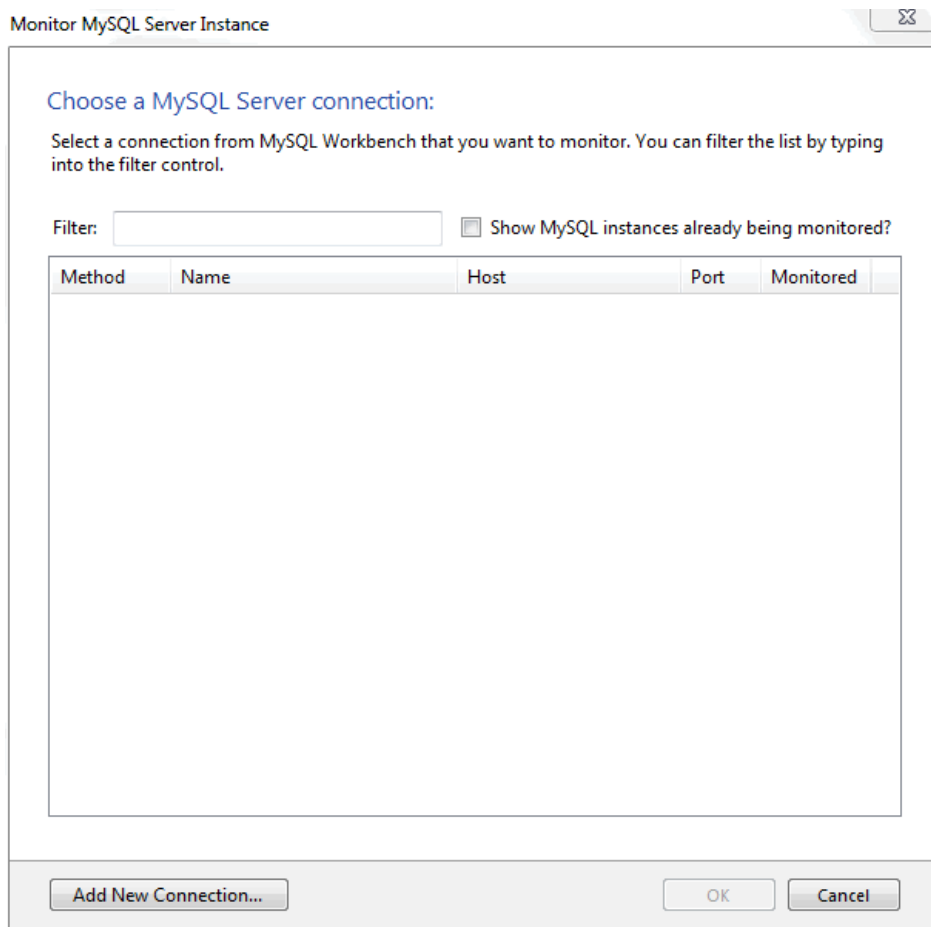 Monitor MySQL Server Instance
Choose a MySQL Server connection:
Select a connection from MySQL Workbench that you want to monitor. You can filter the list by typing
into the filter control.
Filter: Show MySQL instances already being monitored?
Method Name Host Port Monitored
Add New Connection... OK Cancel